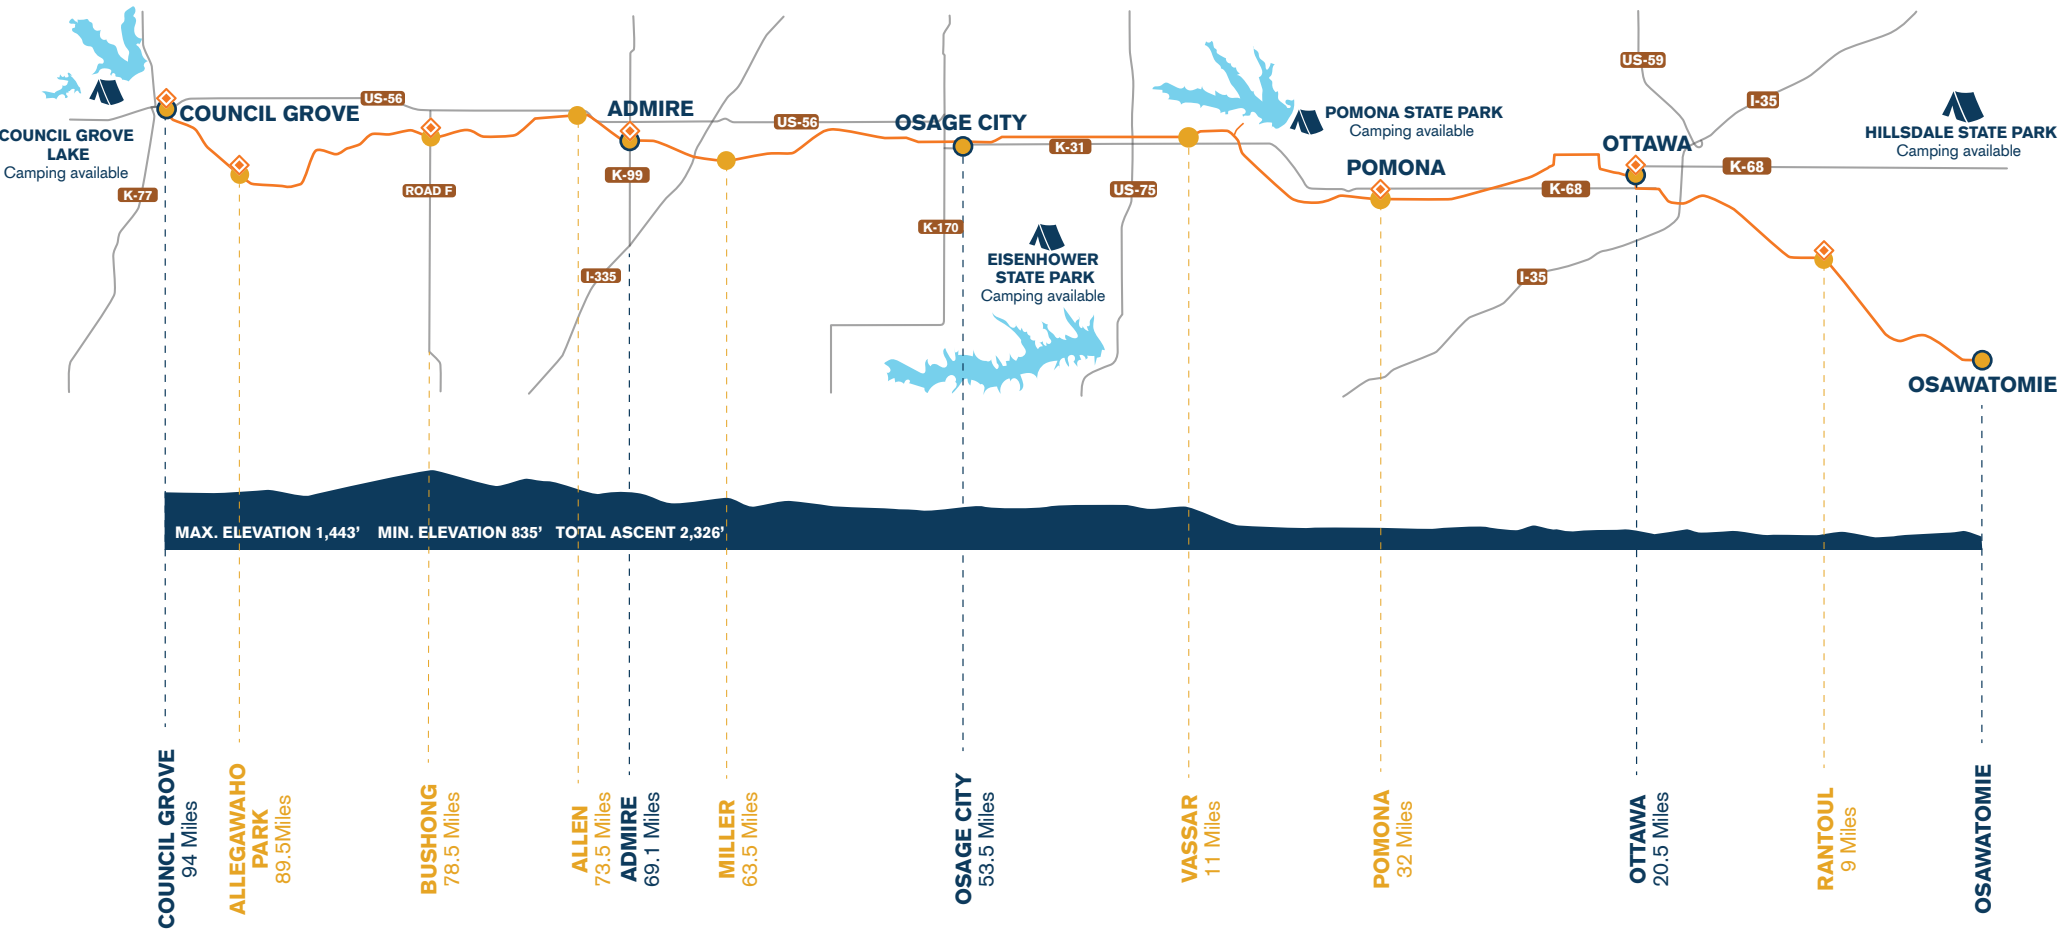 US-59
I-35
US-56
COUNCIL GROVE
ADMIRE
US-56
OSAGE CITY
POMONA STATE PARK
Camping available
HILLSDALE STATE PARK
Camping available
COUNCIL GROVE
LAKE
Camping available
K-31
OTTAWA
K-68
POMONA
K-99
K-77
ROAD F
US-75
K-68
K-170
EISENHOWER
STATE PARK
Camping available
I-335
I-35
OSAWATOMIE
MAX. ELEVATION 1,443’ MIN. ELEVATION 835’ TOTAL ASCENT 2,326’
COUNCIL GROVE
94 Miles
ALLEGAWAHO
PARK
89.5Miles
BUSHONG
78.5 Miles
ALLEN
73.5 Miles
ADMIRE
69.1 Miles
MILLER
63.5 Miles
OSAGE CITY
53.5 Miles
VASSAR
11 Miles
POMONA
32 Miles
OTTAWA
20.5 Miles
RANTOUL
9 Miles
OSAWATOMIE